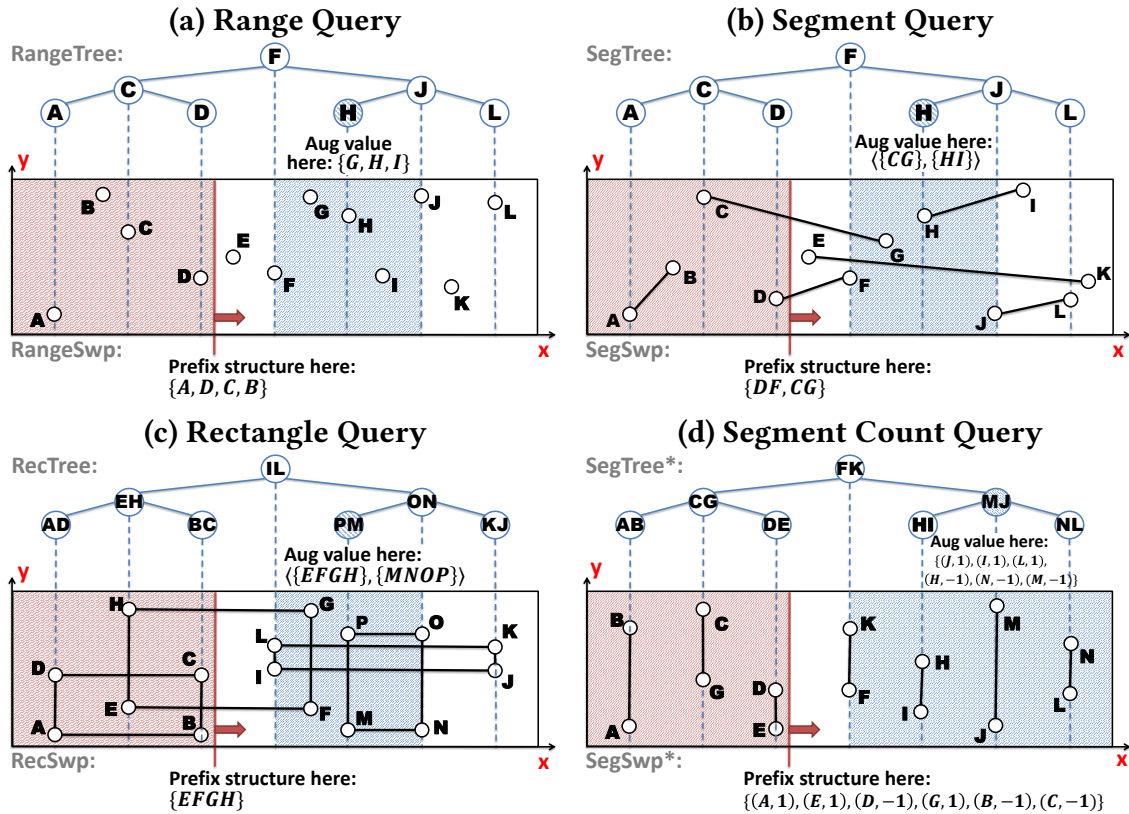 (a) Range Query
RangeTree:
F
C
J
A
D
H
L
Aug value
here: {G, H, I}
y
B
C
E
D
A
F
G
H
J
I
L
K
RangeSwp:
x
Prefix structure here:
{A, D, C, B}
(b) Segment Query
SegTree:
F
C
J
A
D
H
L
Aug value here:
⟨{CG}, {HI}⟩
y
C
B
A
E
D
F
G
H
I
K
J
L
SegSwp:
x
Prefix structure here:
{DF, CG}
(c) Rectangle Query
RecTree:
IL
EH
ON
AD
BC
PM
KJ
Aug value here:
⟨{EFGH}, {MNOP}⟩
y
H
G
P
O
L
K
D
C
I
J
E
F
A
B
M
N
RecSwp:
x
Prefix structure here:
{EFGH}
(d) Segment Count Query
SegTree*:
FK
CG
MJ
AB
DE
HI
NL
Aug value here:
{(J, 1), (I, 1), (L, 1),
(H, −1), (N, −1), (M, −1)}
y
B
C
K
M
H
N
G
D
F
L
A
E
I
J
SegSwp*:
x
Prefix structure here:
{(A, 1), (E, 1), (D, −1), (G, 1), (B, −1), (C, −1)}